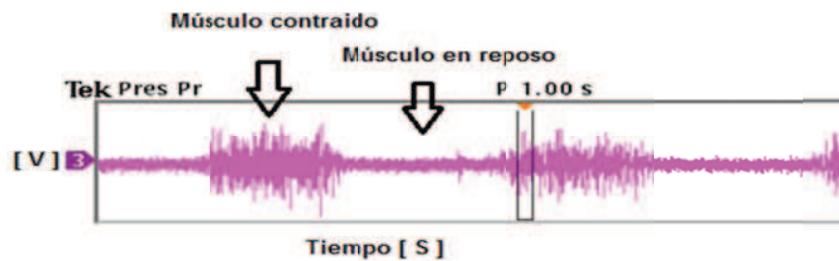 Músculo contraido
Músculo en reposo
Tek Pres Pr P 1.00 s
[ V ] 3
Tiempo [ S ]